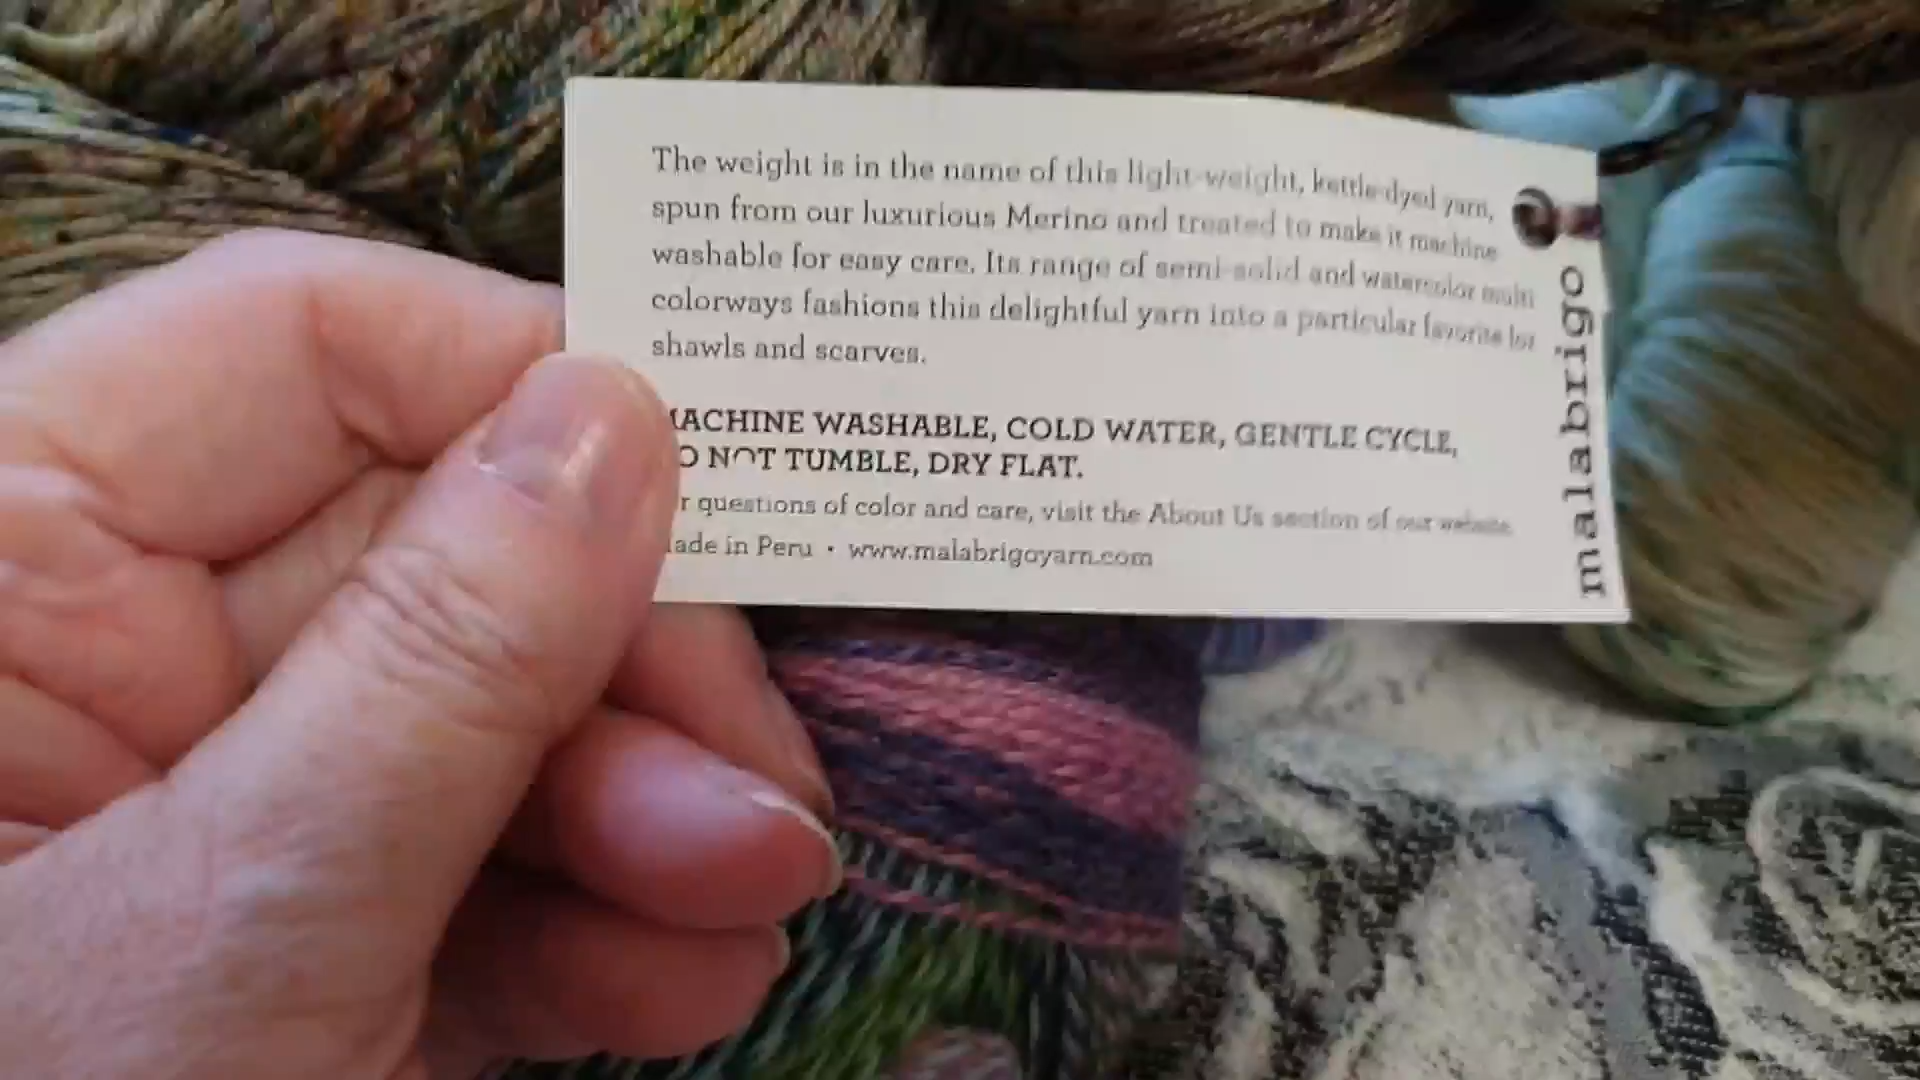 The weight is in the name of this light-weight, kettle-dyed yarn,
spun from our luxurious Merino and treated to make it machine
washable for easy care. Its range of semi-solid and watercolor multi
colorways fashions this delightful yarn into a particular favorite for
shawls and scarves.
ACHINE WASHABLE, COLD WATER, GENTLE CYCLE,
O NOT TUMBLE, DRY FLAT.
r questions of color and care, visit the About Us section of our website.
ade in Peru • www.malabrigoyarn.com
malabrigo